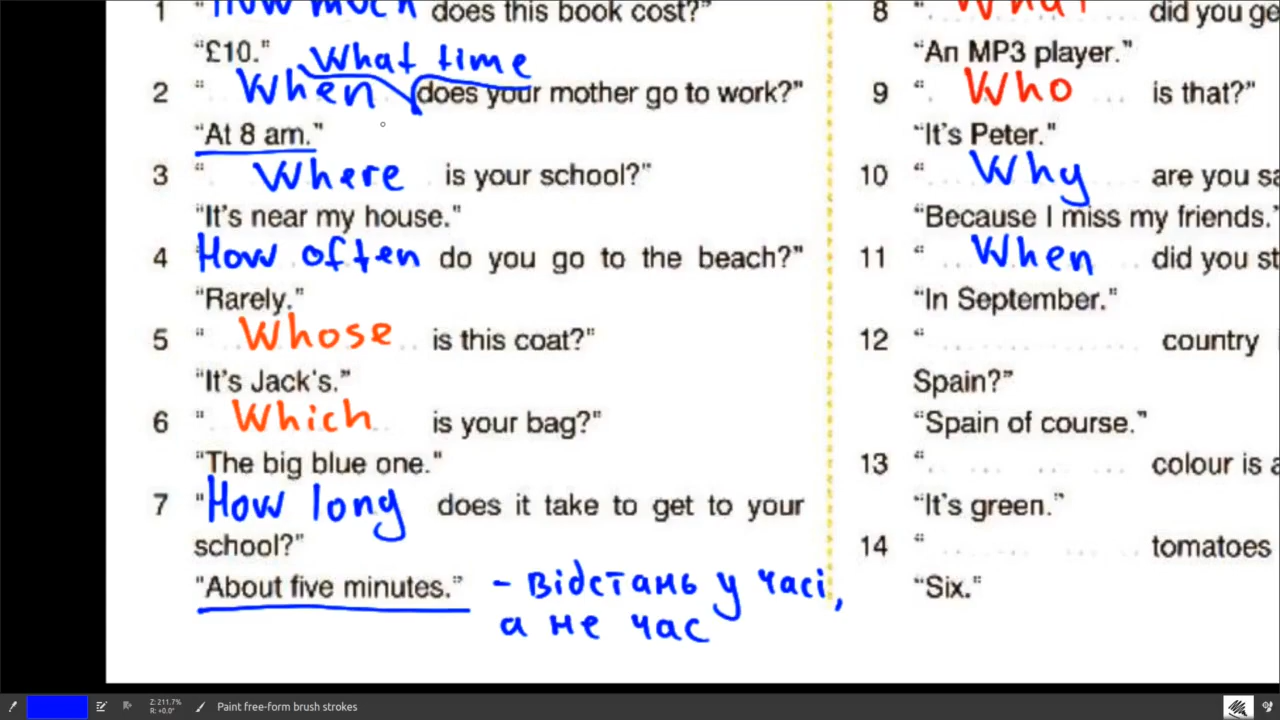 1 "How much does this book cost?"
"£10." What time
2 " When does your mother go to work?"
"At 8 am."
3 " Where is your school?"
"It's near my house."
4 How often do you go to the beach?"
"Rarely."
5 " Whose is this coat?"
"It's Jack's."
6 " Which is your bag?"
"The big blue one."
7 "How long does it take to get to your
school?"
"About five minutes." - відстань у часі,
а не час
8 " What did you ge
"An MP3 player."
9 " Who is that?"
"It's Peter."
10 " Why are you sa
"Because I miss my friends."
11 " When did you st
"In September."
12 " country
Spain?"
"Spain of course."
13 " colour is a
"It's green."
14 " tomatoes
"Six."
Z: 211.7%
R: +0.0°
Paint free-form brush strokes